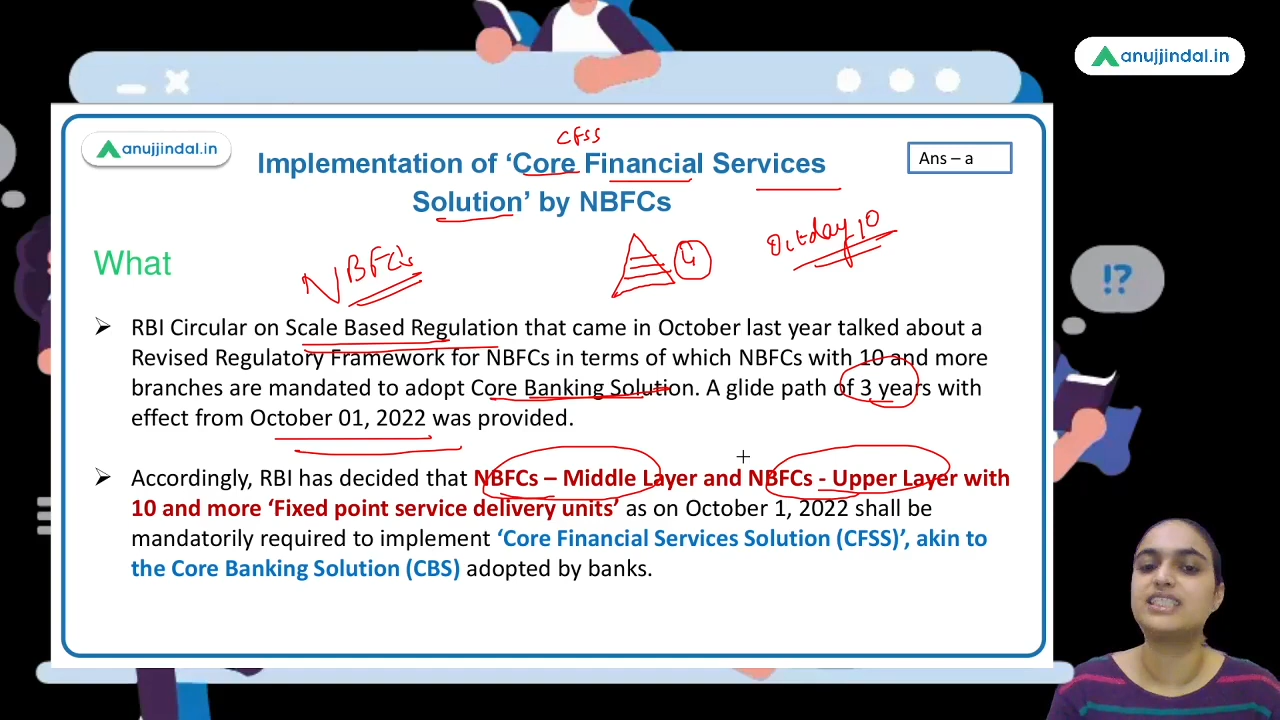 anujjindal.in
anujjindal.in
CFSS
Implementation of ‘Core Financial Services
Solution’ by NBFCs
Ans – a
What
NBFCs
4
Oct day 10
➢ RBI Circular on Scale Based Regulation that came in October last year talked about a
Revised Regulatory Framework for NBFCs in terms of which NBFCs with 10 and more
branches are mandated to adopt Core Banking Solution. A glide path of 3 years with
effect from October 01, 2022 was provided.
➢ Accordingly, RBI has decided that NBFCs – Middle Layer and NBFCs - Upper Layer with
10 and more ‘Fixed point service delivery units’ as on October 1, 2022 shall be
mandatorily required to implement ‘Core Financial Services Solution (CFSS)’, akin to
the Core Banking Solution (CBS) adopted by banks.
!?